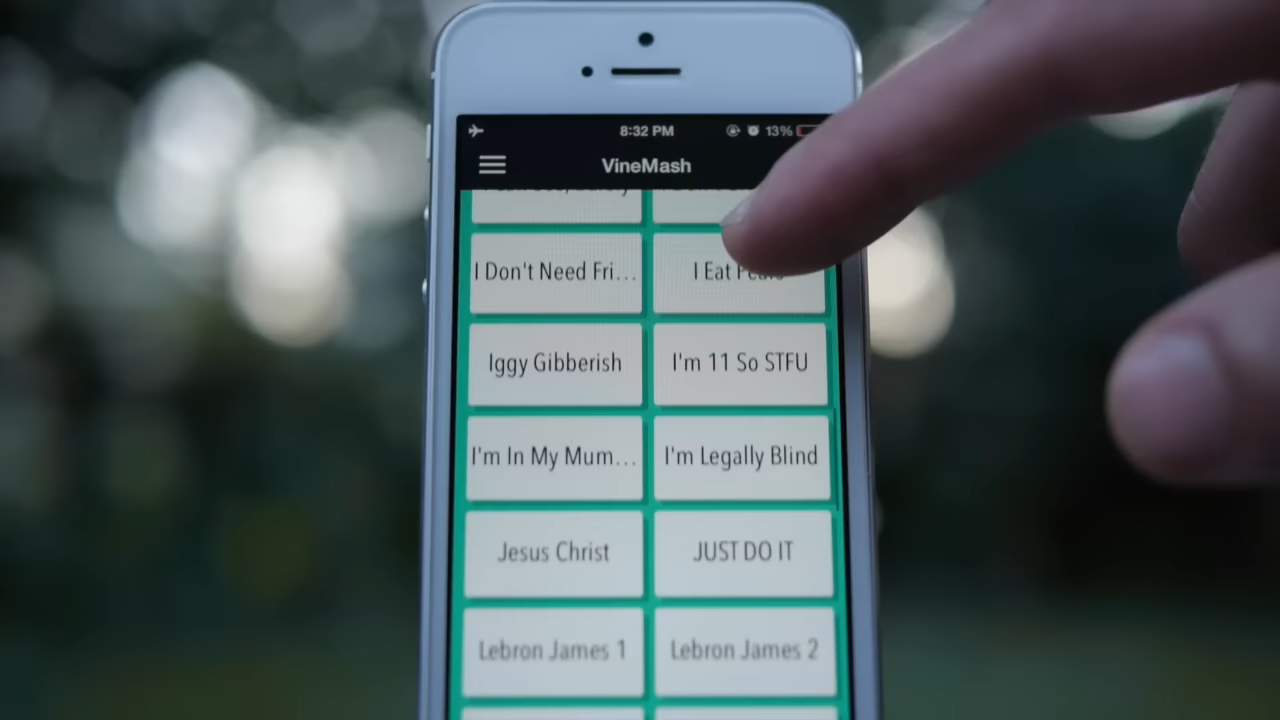 8:32 PM 13%
VineMash
I Don't Need Fri... I Eat
Iggy Gibberish I'm 11 So STFU
I'm In My Mum... I'm Legally Blind
Jesus Christ JUST DO IT
Lebron James 1 Lebron James 2